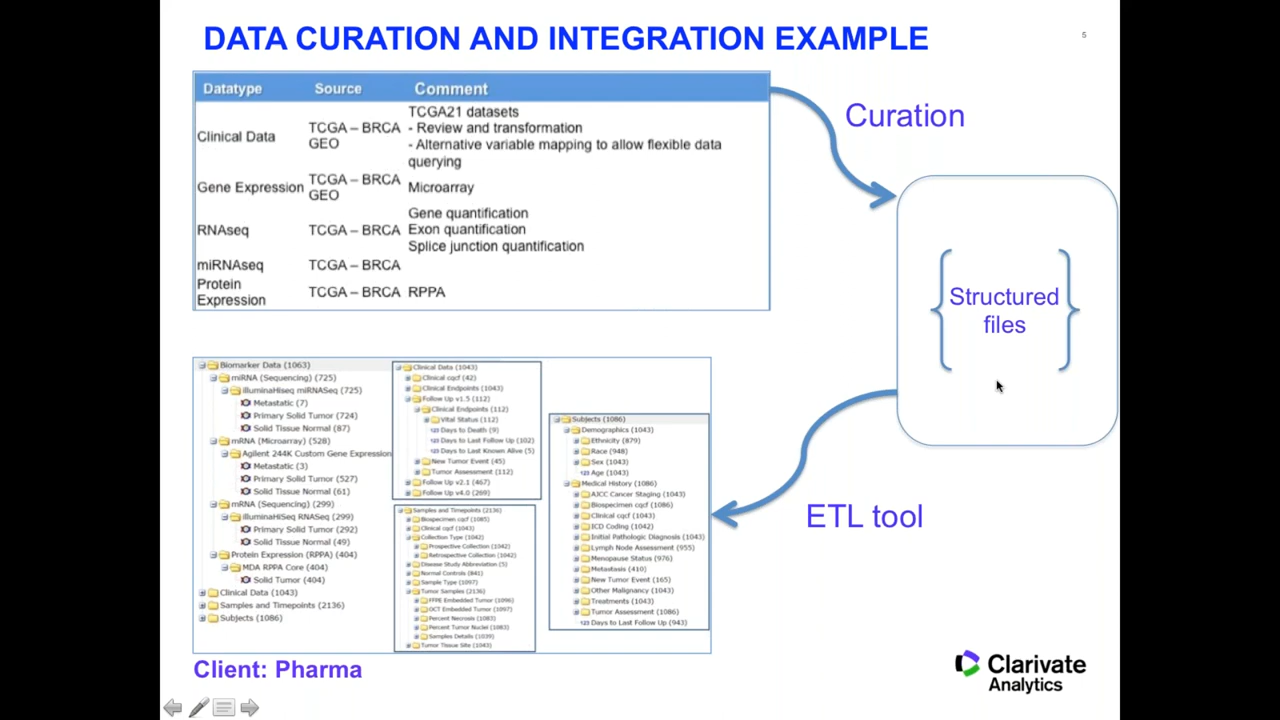 DATA CURATION AND INTEGRATION EXAMPLE
5
Datatype Source Comment
Clinical Data TCGA – BRCA GEO TCGA21 datasets
- Review and transformation
- Alternative variable mapping to allow flexible data
querying
Gene Expression TCGA – BRCA GEO Microarray
RNAseq TCGA – BRCA Gene quantification
Exon quantification
Splice junction quantification
miRNAseq TCGA – BRCA
Protein Expression TCGA – BRCA RPPA
Curation
Structured
files
ETL tool
Biomarker Data (1063)
miRNA (Sequencing) (725)
IlluminaHiseq miRNASeq (725)
Metastatic (7)
Primary Solid Tumor (724)
Solid Tissue Normal (87)
mRNA (Microarray) (528)
Agilent 244K Custom Gene Expression
Metastatic (3)
Primary Solid Tumor (527)
Solid Tissue Normal (61)
mRNA (Sequencing) (299)
IlluminaHiSeq RNASeq (299)
Primary Solid Tumor (292)
Solid Tissue Normal (49)
Protein Expression (RPPA) (404)
MDA RPPA Core (404)
Solid Tumor (404)
Clinical Data (1043)
Samples and Timepoints (2136)
Subjects (1086)
Clinical Data (1043)
Clinical cqcf (42)
Clinical Endpoints (1043)
Follow Up v1.5 (112)
Clinical Endpoints (112)
Vital Status (112)
Days to Death (9)
Days to Last Follow Up (102)
Days to Last Known Alive (5)
New Tumor Event (45)
Tumor Assessment (112)
Follow Up v2.1 (467)
Follow Up v4.0 (269)
Samples and Timepoints (2136)
Biospecimen cqcf (1085)
Clinical cqcf (1043)
Collection Type (1042)
Prospective Collection (1042)
Retrospective Collection (1042)
Disease Study Abbreviation (5)
Normal Controls (841)
Sample Type (1097)
Tumor Samples (2136)
FFPE Embedded Tumor (1096)
OCT Embedded Tumor (1097)
Percent Necrosis (1083)
Percent Tumor Nuclei (1083)
Samples Details (1039)
Tumor Tissue Site (1043)
Subjects (1086)
Demographics (1043)
Ethnicity (879)
Race (948)
Sex (1043)
Age (1043)
Medical History (1086)
AJCC Cancer Staging (1043)
Biospecimen cqcf (1086)
Clinical cqcf (1043)
ICD Coding (1042)
Initial Pathologic Diagnosis (1043)
Lymph Node Assessment (955)
Menopause Status (976)
Metastasis (410)
New Tumor Event (165)
Other Malignancy (1043)
Treatments (1043)
Tumor Assessment (1086)
Days to Last Follow Up (943)
Client: Pharma
Clarivate
Analytics